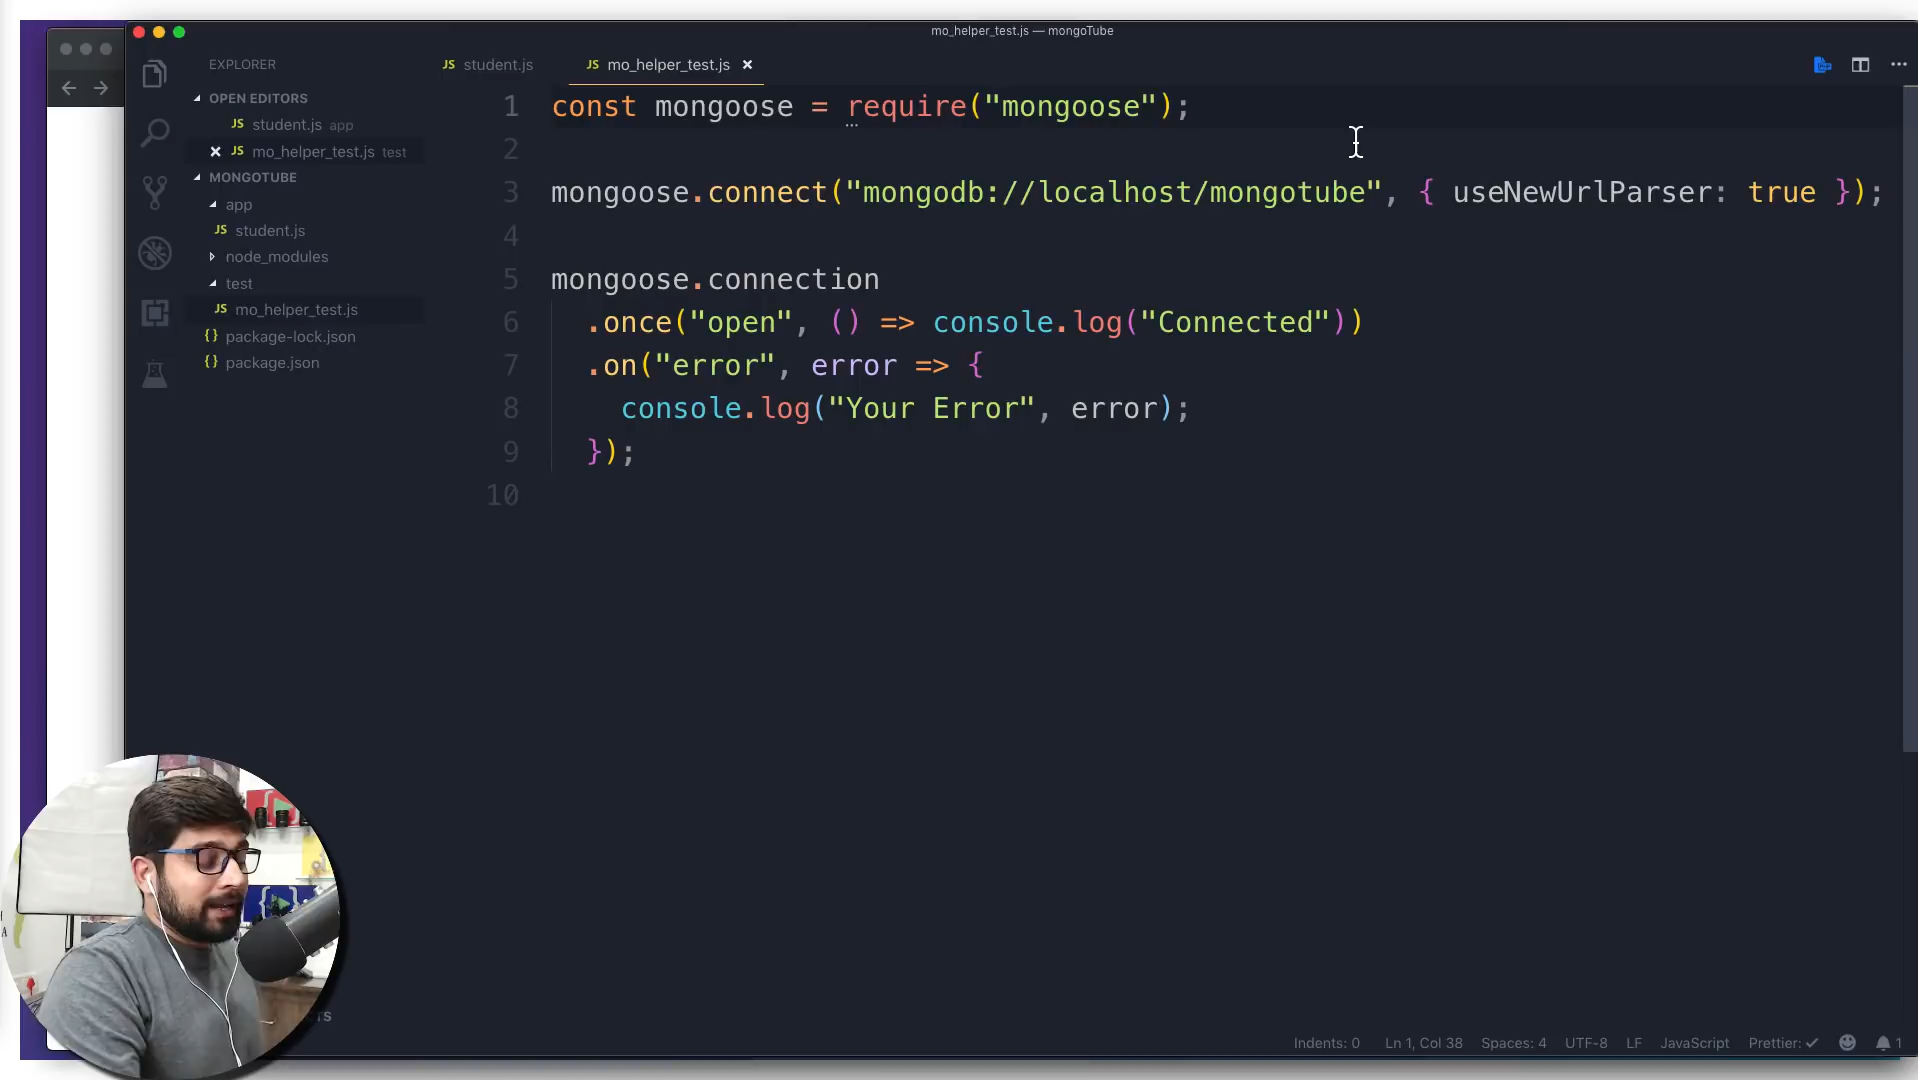 mo_helper_test.js — mongoTube
EXPLORER
OPEN EDITORS
JS student.js app
JS mo_helper_test.js test
MONGOTUBE
app
JS student.js
node_modules
test
JS mo_helper_test.js
{} package-lock.json
{} package.json
JS student.js
JS mo_helper_test.js
1 const mongoose = require("mongoose");
2
3 mongoose.connect("mongodb://localhost/mongotube", { useNewUrlParser: true });
4
5 mongoose.connection
6 .once("open", () => console.log("Connected"))
7 .on("error", error => {
8 console.log("Your Error", error);
9 });
10
TS
Indents: 0 Ln 1, Col 38 Spaces: 4 UTF-8 LF JavaScript Prettier: ✓ 1